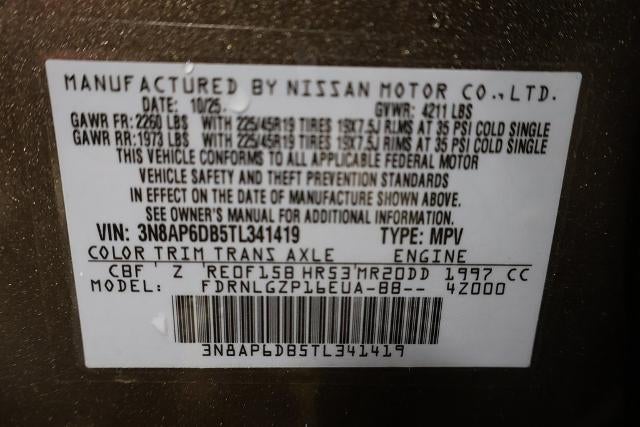 MANUFACTURED BY NISSAN MOTOR CO.,LTD.
DATE: 10/25 GVWR: 4211 LBS
GAWR FR: 2260 LBS WITH 225/45R19 TIRES 19X7.5J RIMS AT 35 PSI COLD SINGLE
GAWR RR: 1973 LBS WITH 225/45R19 TIRES 19X7.5J RIMS AT 35 PSI COLD SINGLE
THIS VEHICLE CONFORMS TO ALL APPLICABLE FEDERAL MOTOR
VEHICLE SAFETY AND THEFT PREVENTION STANDARDS
IN EFFECT ON THE DATE OF MANUFACTURE SHOWN ABOVE.
SEE OWNER'S MANUAL FOR ADDITIONAL INFORMATION.
VIN: 3N8AP6DB5TL341419 TYPE: MPV
COLOR TRIM TRANS AXLE ENGINE
CBF Z RE0F15B HR53 MR20DD 1997 CC
MODEL: FDRNLGZP16EUA-BB-- 4Z000
3N8AP6DB5TL341419